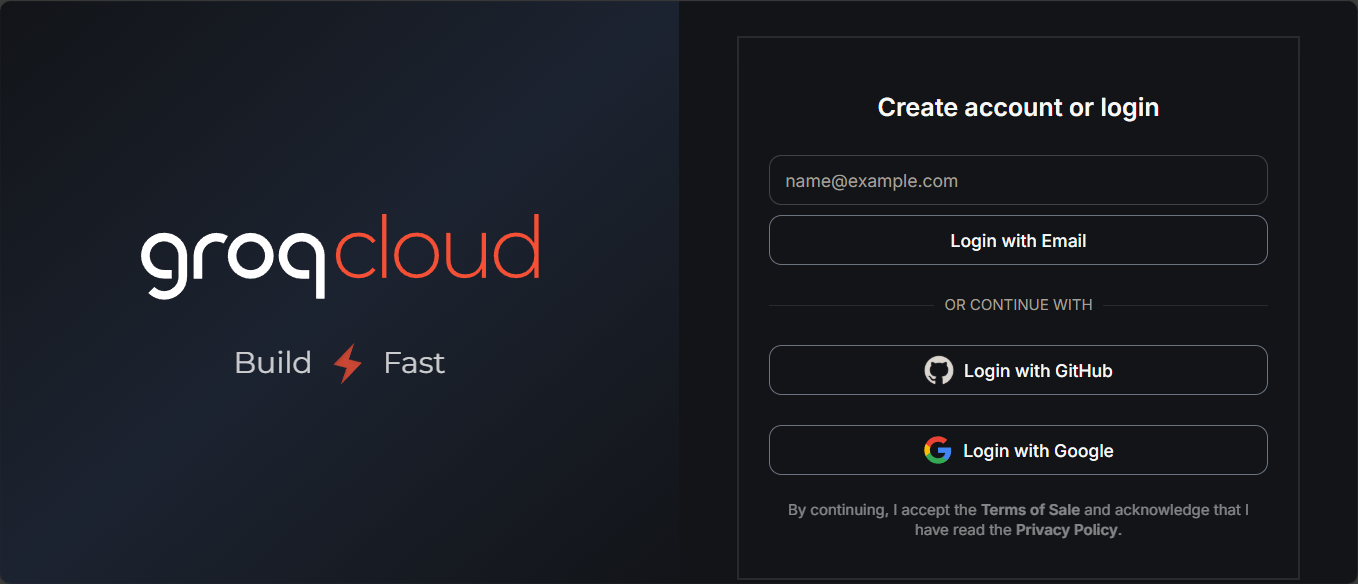 groqcloud
Build Fast
Create account or login
name@example.com
Login with Email
OR CONTINUE WITH
Login with GitHub
Login with Google
By continuing, I accept the Terms of Sale and acknowledge that I
have read the Privacy Policy.